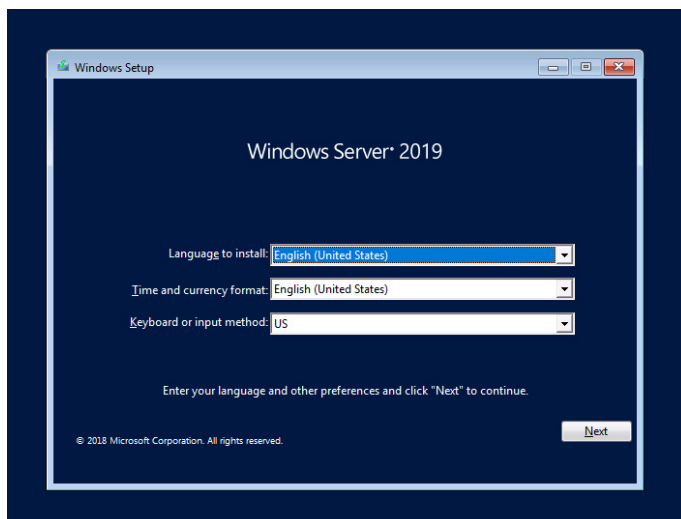 Windows Setup
Windows Server® 2019
Language to install: English (United States)
Time and currency format: English (United States)
Keyboard or input method: US
Enter your language and other preferences and click "Next" to continue.
Next
© 2018 Microsoft Corporation. All rights reserved.